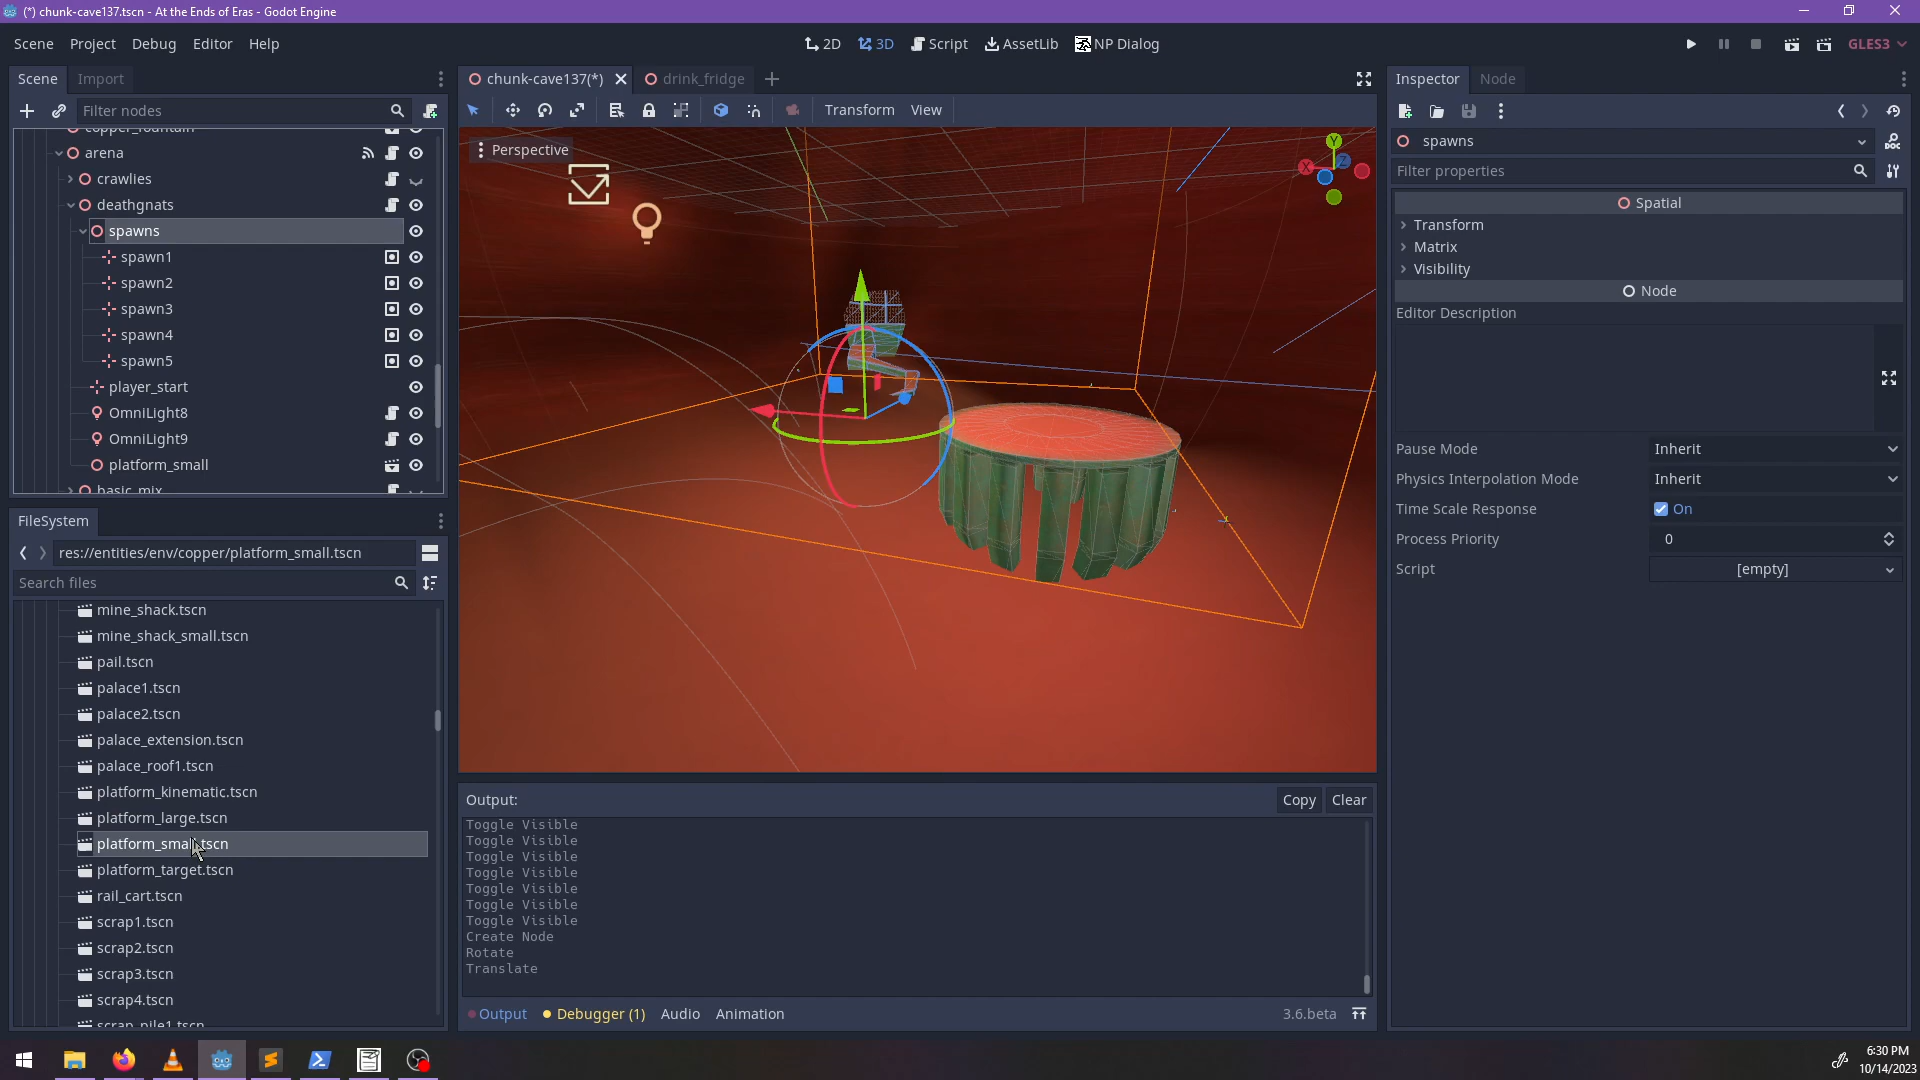 (*) chunk-cave137.tscn - At the Ends of Eras - Godot Engine
Scene Project Debug Editor Help
2D 3D Script AssetLib NP Dialog
GLES3
Scene Import
Filter nodes
copper_fountain
arena
crawlies
deathgnats
spawns
spawn1
spawn2
spawn3
spawn4
spawn5
player_start
OmniLight8
OmniLight9
platform_small
basic_mix
FileSystem
res://entities/env/copper/platform_small.tscn
Search files
mine_shack.tscn
mine_shack_small.tscn
pail.tscn
palace1.tscn
palace2.tscn
palace_extension.tscn
palace_roof1.tscn
platform_kinematic.tscn
platform_large.tscn
platform_small.tscn
platform_target.tscn
rail_cart.tscn
scrap1.tscn
scrap2.tscn
scrap3.tscn
scrap4.tscn
scrap_pile1.tscn
chunk-cave137(*) drink_fridge
Transform View
Perspective
Y
X
Z
Output:
Copy Clear
Toggle Visible
Toggle Visible
Toggle Visible
Toggle Visible
Toggle Visible
Toggle Visible
Toggle Visible
Create Node
Rotate
Translate
Output Debugger (1) Audio Animation
3.6.beta
Inspector Node
spawns
Filter properties
Spatial
Transform
Matrix
Visibility
Node
Editor Description
Pause Mode Inherit
Physics Interpolation Mode Inherit
Time Scale Response On
Process Priority 0
Script [empty]
6:30 PM
10/14/2023